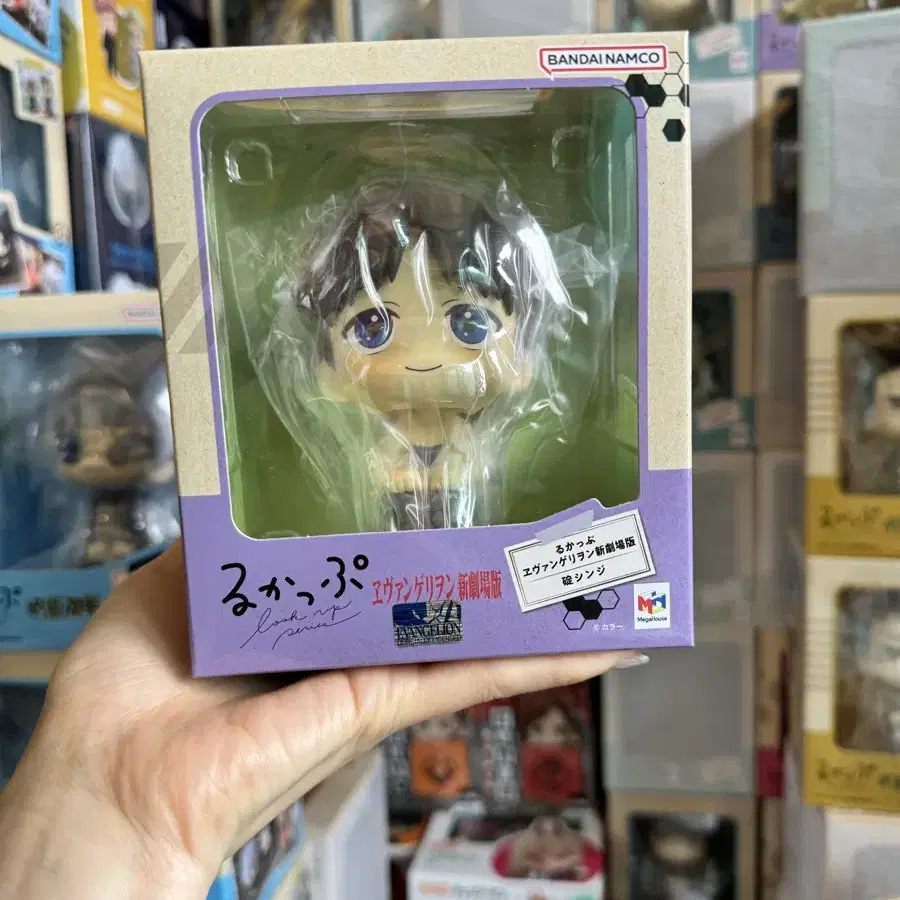 BANDAI NAMCO
るかっぷ
look up
series
ヱヴァンゲリヲン新劇場版
EVANGELION
るかっぷ
ヱヴァンゲリヲン新劇場版
碇シンジ
MegaHouse
© カラー